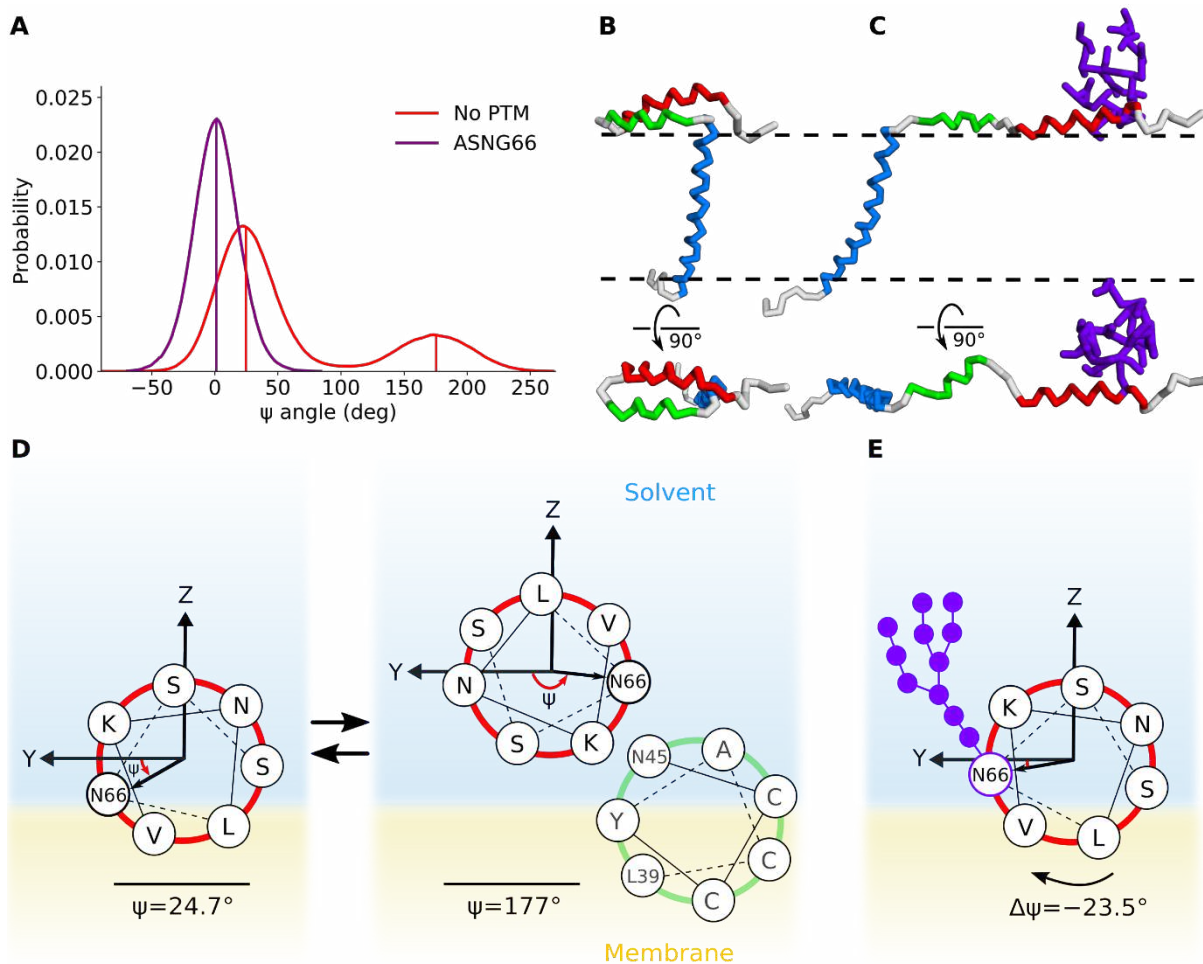 A
B
C
0.025
0.020
0.015
0.010
0.005
0.000
Probability
No PTM
ASNG66
−50
0
50
100
150
200
250
ψ angle (deg)
90°
90°
D
E
Solvent
Z
Y
ψ
S
N
S
L
V
N66
K
ψ=24.7°
Z
Y
ψ
L
V
N66
K
S
N
S
N45
A
C
C
C
L39
Y
ψ=177°
Membrane
Z
Y
S
N
S
L
V
N66
K
Δψ=−23.5°